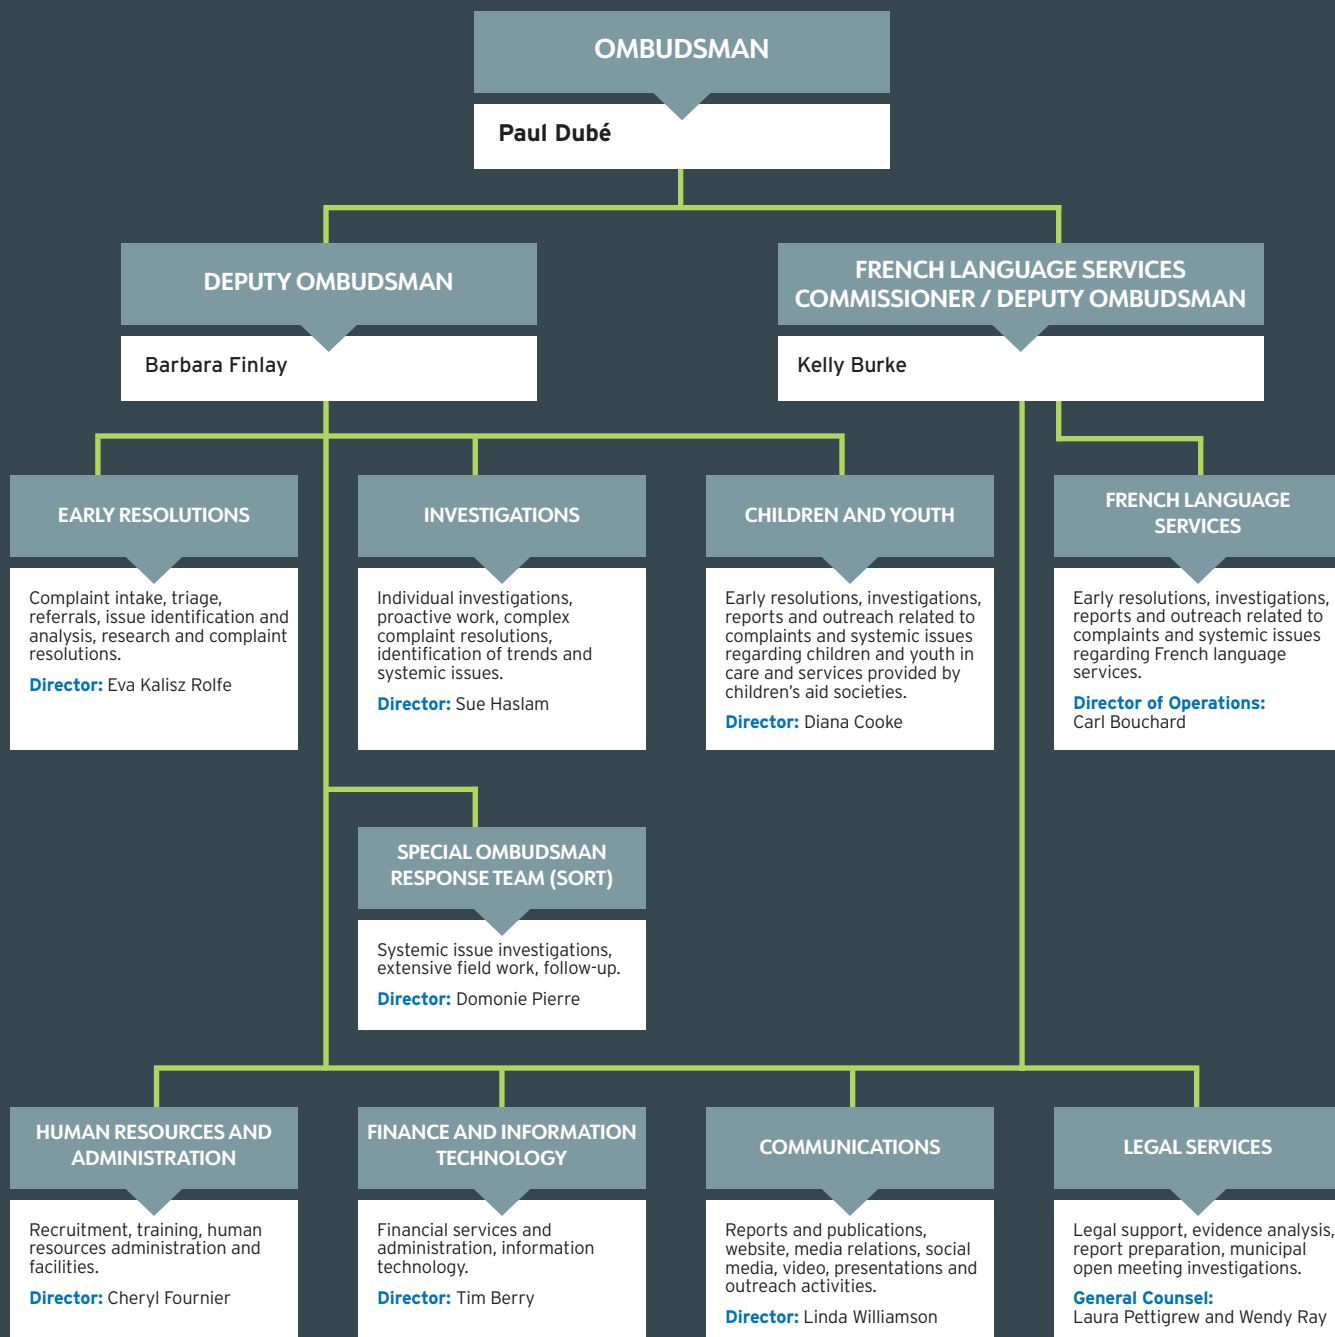 OMBUDSMAN
Paul Dubé
DEPUTY OMBUDSMAN
Barbara Finlay
FRENCH LANGUAGE SERVICES
COMMISSIONER / DEPUTY OMBUDSMAN
Kelly Burke
EARLY RESOLUTIONS
Complaint intake, triage,
referrals, issue identification and
analysis, research and complaint
resolutions.
Director: Eva Kalisz Rolfe
INVESTIGATIONS
Individual investigations,
proactive work, complex
complaint resolutions,
identification of trends and
systemic issues.
Director: Sue Haslam
CHILDREN AND YOUTH
Early resolutions, investigations,
reports and outreach related to
complaints and systemic issues
regarding children and youth in
care and services provided by
children’s aid societies.
Director: Diana Cooke
FRENCH LANGUAGE
SERVICES
Early resolutions, investigations,
reports and outreach related to
complaints and systemic issues
regarding French language
services.
Director of Operations:
Carl Bouchard
SPECIAL OMBUDSMAN
RESPONSE TEAM (SORT)
Systemic issue investigations,
extensive field work, follow-up.
Director: Domonie Pierre
HUMAN RESOURCES AND
ADMINISTRATION
Recruitment, training, human
resources administration and
facilities.
Director: Cheryl Fournier
FINANCE AND INFORMATION
TECHNOLOGY
Financial services and
administration, information
technology.
Director: Tim Berry
COMMUNICATIONS
Reports and publications,
website, media relations, social
media, video, presentations and
outreach activities.
Director: Linda Williamson
LEGAL SERVICES
Legal support, evidence analysis,
report preparation, municipal
open meeting investigations.
General Counsel:
Laura Pettigrew and Wendy Ray